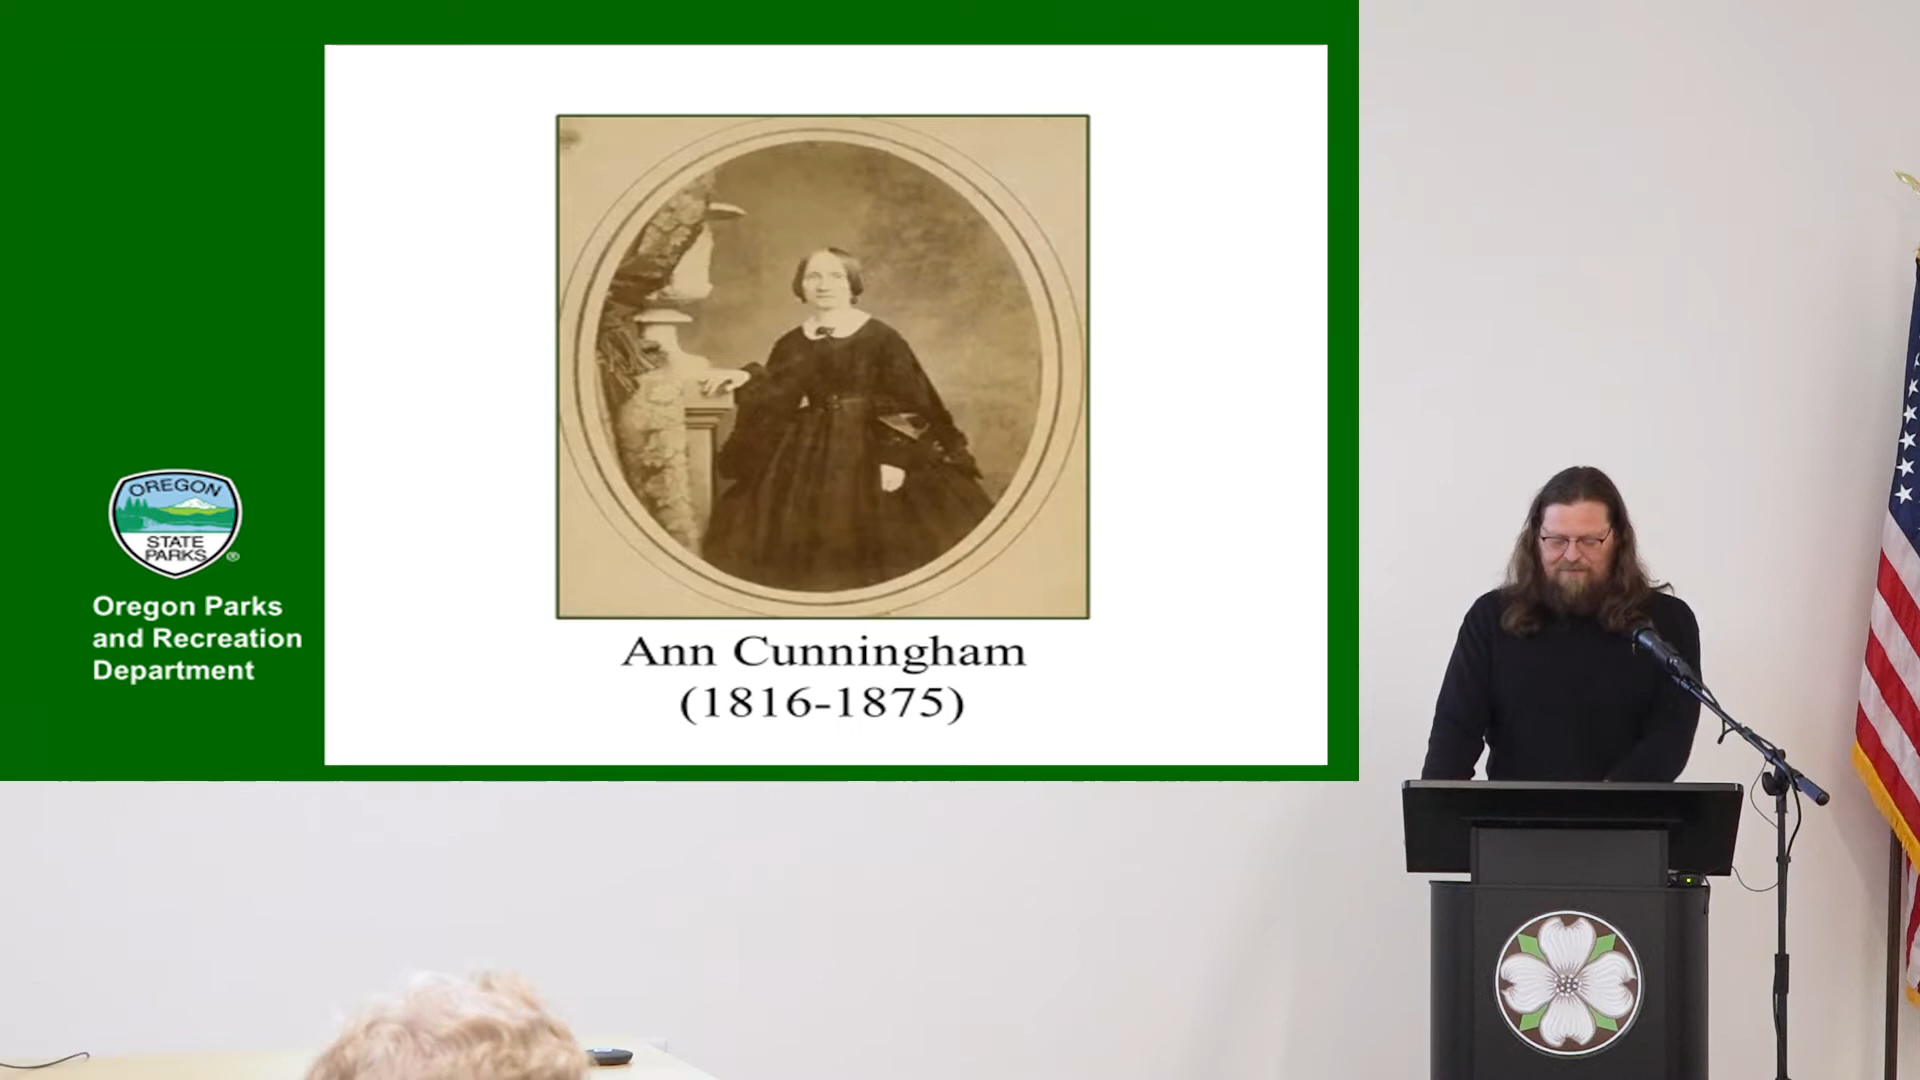 OREGON
STATE
PARKS
®
Oregon Parks
and Recreation
Department
Ann Cunningham
(1816-1875)